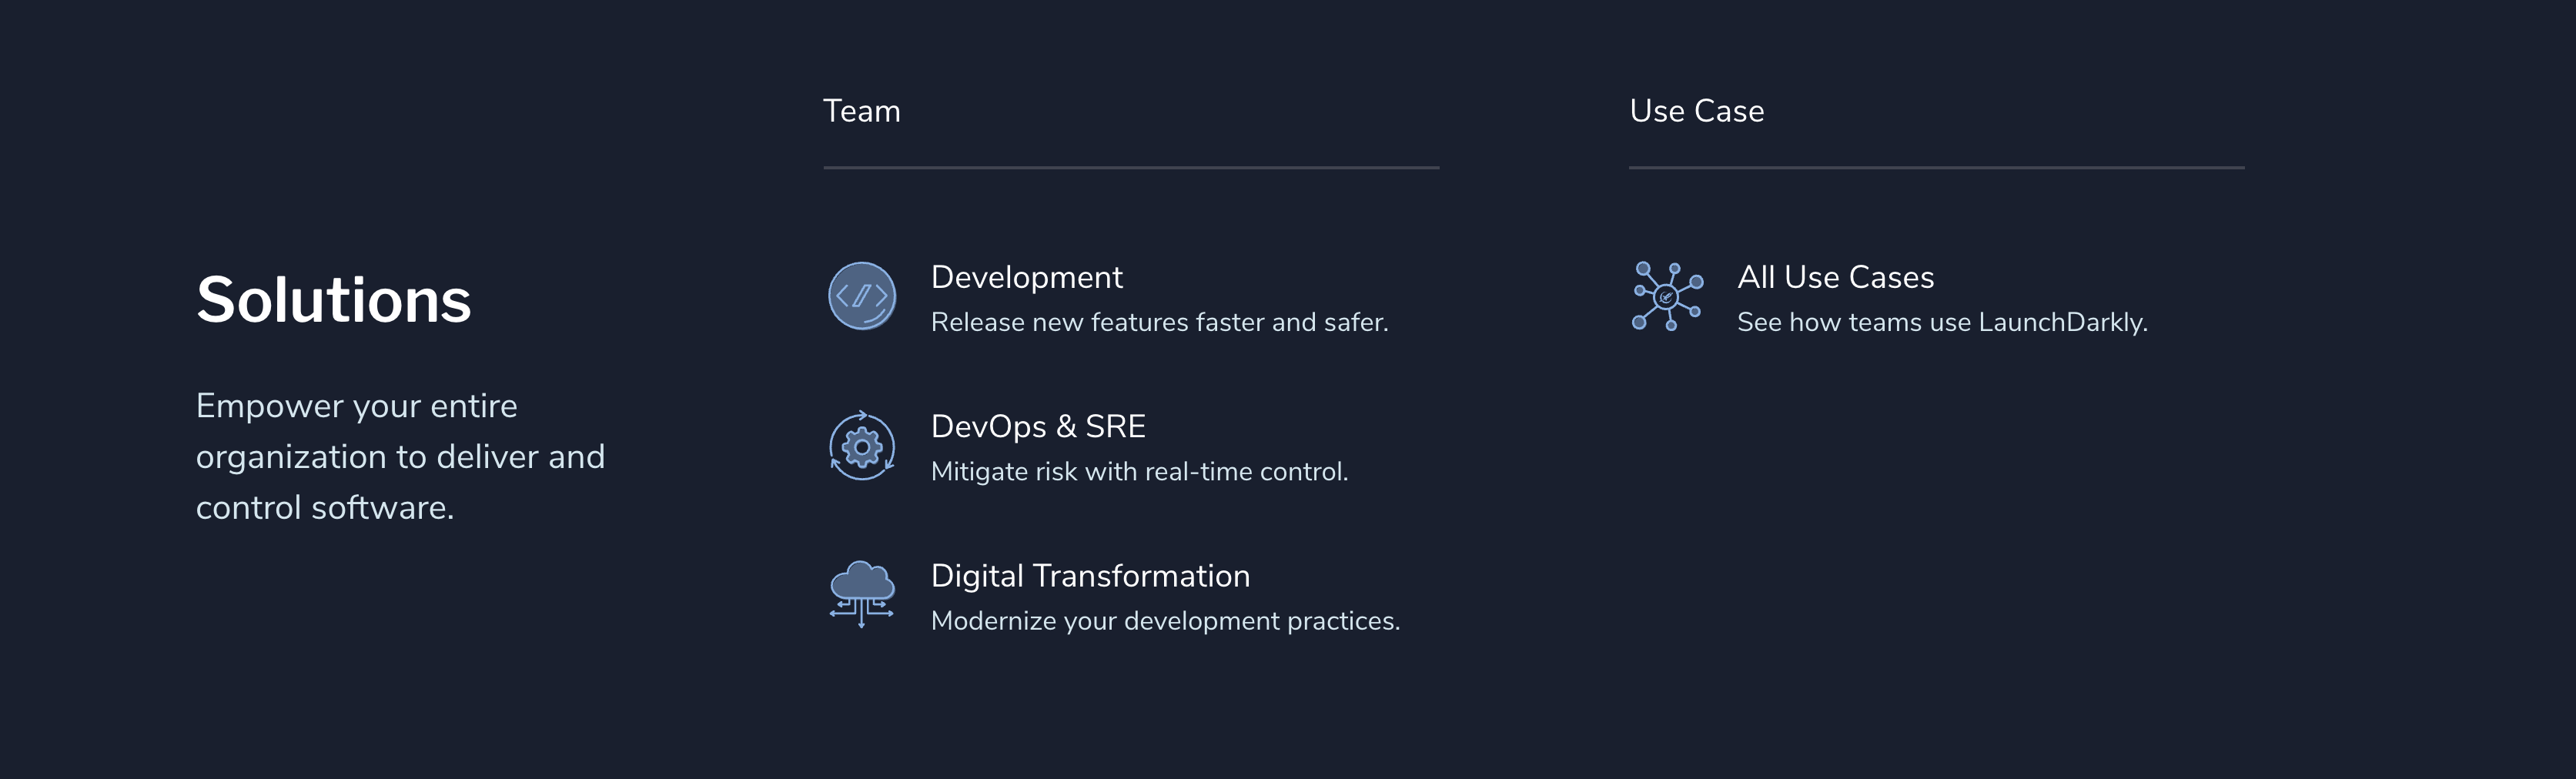 Solutions
Empower your entire
organization to deliver and
control software.
Team
Development
Release new features faster and safer.
DevOps & SRE
Mitigate risk with real-time control.
Digital Transformation
Modernize your development practices.
Use Case
All Use Cases
See how teams use LaunchDarkly.